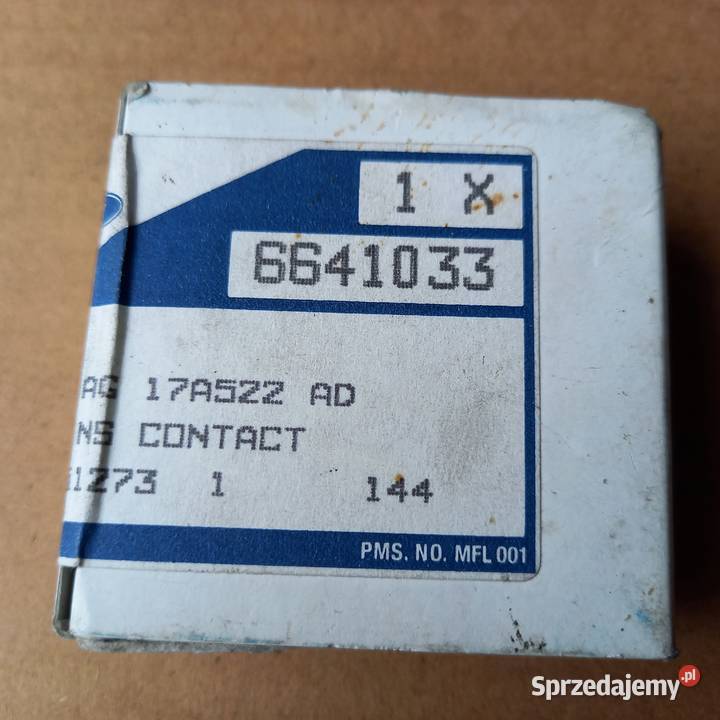 1 X
6641033
AG 17A522 AD
NS CONTACT
1273 1 144
PMS. NO. MFL 001
Sprzedajemy.pl